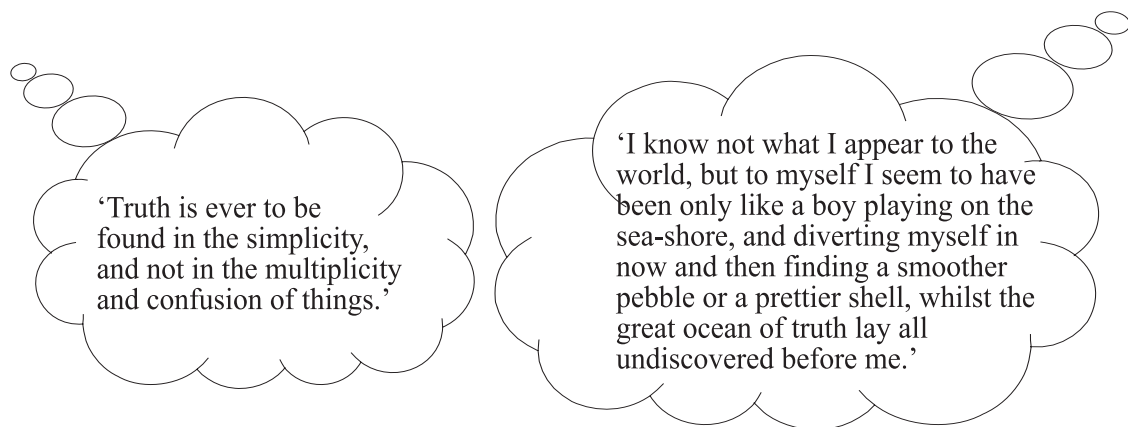 ‘Truth is ever to be
found in the simplicity,
and not in the multiplicity
and confusion of things.’
‘I know not what I appear to the
world, but to myself I seem to have
been only like a boy playing on the
sea-shore, and diverting myself in
now and then finding a smoother
pebble or a prettier shell, whilst the
great ocean of truth lay all
undiscovered before me.’